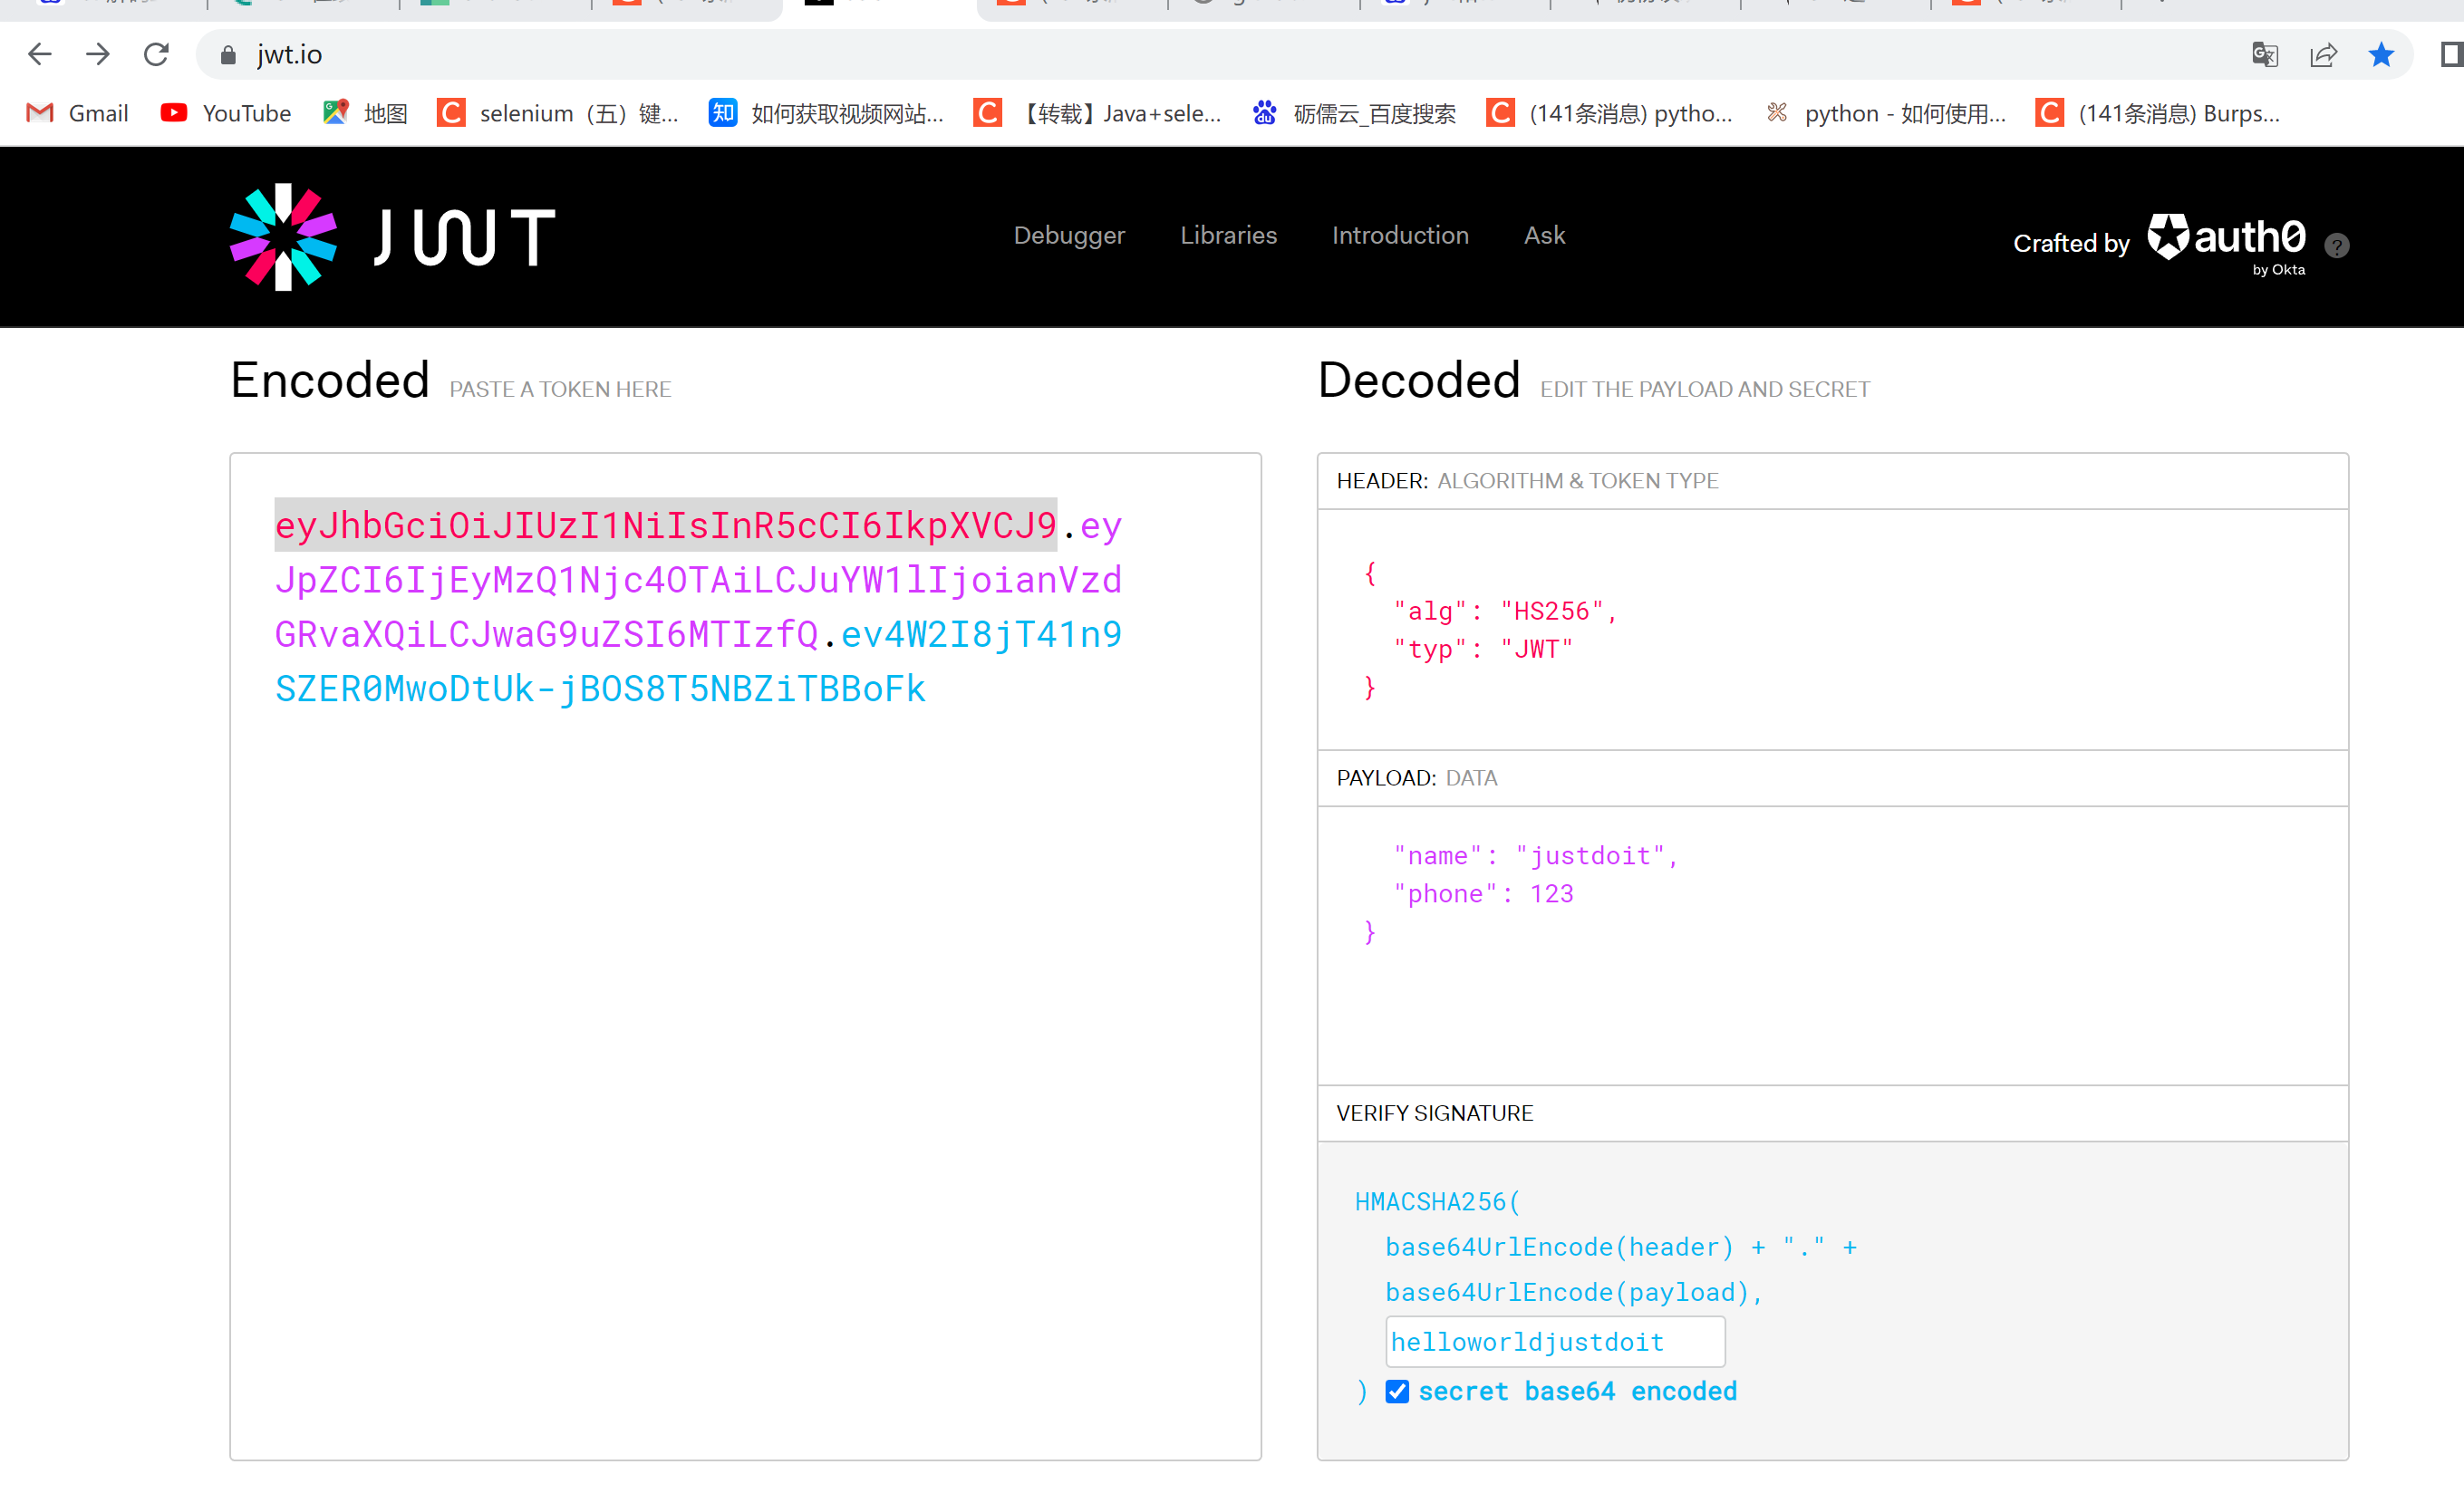 jwt.io
Gmail YouTube 地图 selenium（五）键... 如何获取视频网站... 【转载】Java+sele... 砺儒云_百度搜索 (141条消息) pytho... python - 如何使用... (141条消息) Burps...
JWT Debugger Libraries Introduction Ask Crafted by auth0 ?
by Okta
Encoded PASTE A TOKEN HERE
eyJhbGciOiJIUzI1NiIsInR5cCI6IkpXVCJ9.ey
JpZCI6IjEyMzQ1Njc4OTAiLCJuYW1lIjoianVzd
GRvaXQiLCJwaG9uZSI6MTIzfQ.ev4W2I8jT41n9
SZER0MwoDtUk-jBOS8T5NBZiTBBoFk
Decoded EDIT THE PAYLOAD AND SECRET
HEADER: ALGORITHM & TOKEN TYPE
{
"alg": "HS256",
"typ": "JWT"
}
PAYLOAD: DATA
"name": "justdoit",
"phone": 123
}
VERIFY SIGNATURE
HMACSHA256(
base64UrlEncode(header) + "." +
base64UrlEncode(payload),
helloworldjustdoit
) secret base64 encoded